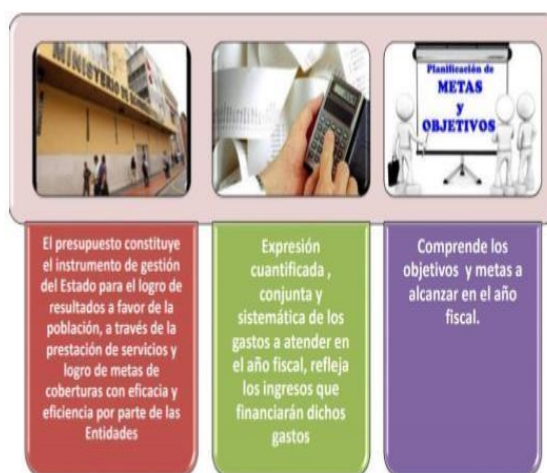 MINISTERIO DE
Planificación de
METAS
y
OBJETIVOS
El presupuesto constituye
el instrumento de gestión
del Estado para el logro de
resultados a favor de la
población, a través de la
prestación de servicios y
logro de metas de
coberturas con eficacia y
eficiencia por parte de las
Entidades
Expresión
cuantificada ,
conjunta y
sistemática de los
gastos a atender en
el año fiscal, refleja
los ingresos que
financiarán dichos
gastos
Comprende los
objetivos y metas a
alcanzar en el año
fiscal.